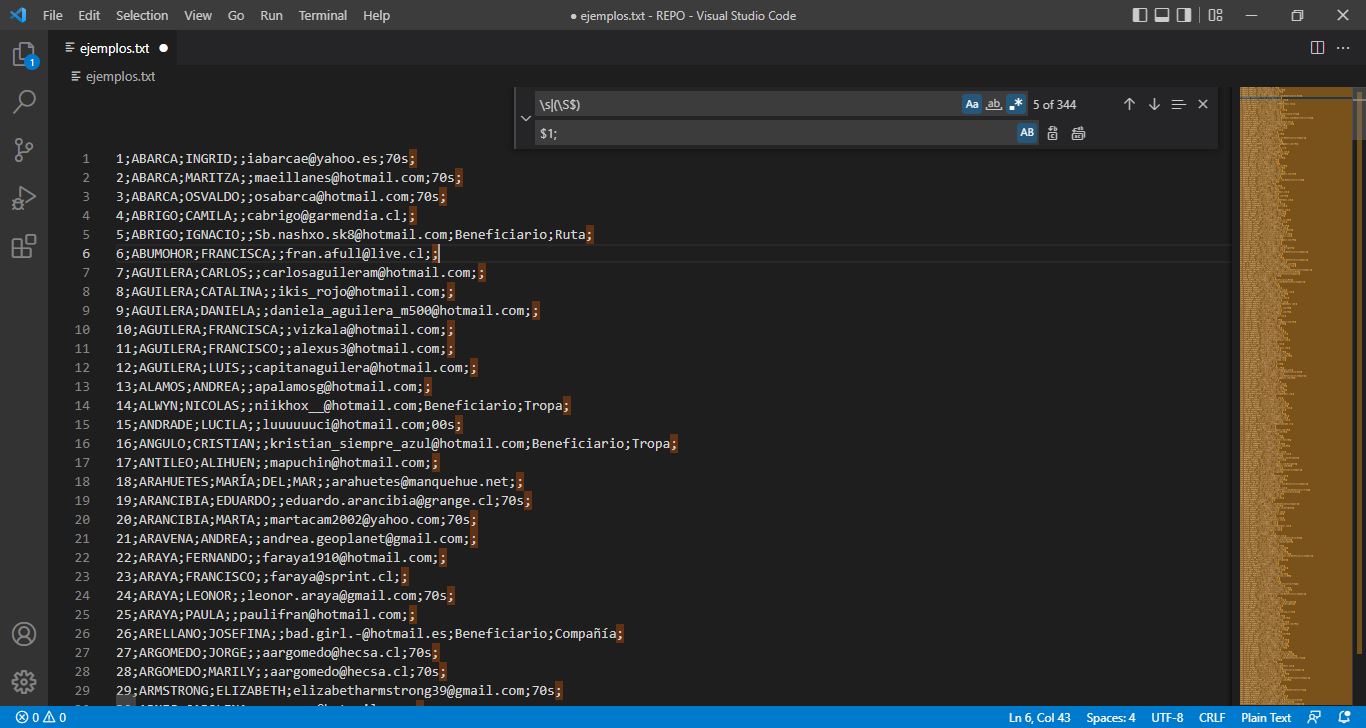 File Edit Selection View Go Run Terminal Help ● ejemplos.txt - REPO - Visual Studio Code
ejemplos.txt ●
ejemplos.txt
1
\s|(\S$) Aa ab .* 5 of 344
$1; AB
1 1;ABARCA;INGRID;;iabarcae@yahoo.es;70s;
2 2;ABARCA;MARITZA;;maeillanes@hotmail.com;70s;
3 3;ABARCA;OSVALDO;;osabarca@hotmail.com;70s;
4 4;ABRIGO;CAMILA;;cabrigo@garmendia.cl;;
5 5;ABRIGO;IGNACIO;;Sb.nashxo.sk8@hotmail.com;Beneficiario;Ruta;
6 6;ABUMOHOR;FRANCISCA;;fran.afull@live.cl;;
7 7;AGUILERA;CARLOS;;carlosaguileram@hotmail.com;;
8 8;AGUILERA;CATALINA;;ikis_rojo@hotmail.com;;
9 9;AGUILERA;DANIELA;;daniela_aguilera_m500@hotmail.com;;
10 10;AGUILERA;FRANCISCA;;vizkala@hotmail.com;;
11 11;AGUILERA;FRANCISCO;;alexus3@hotmail.com;;
12 12;AGUILERA;LUIS;;capitanaguilera@hotmail.com;;
13 13;ALAMOS;ANDREA;;apalamosg@hotmail.com;;
14 14;ALWYN;NICOLAS;;niikhox__@hotmail.com;Beneficiario;Tropa;
15 15;ANDRADE;LUCILA;;luuuuuuci@hotmail.com;00s;
16 16;ANGULO;CRISTIAN;;kristian_siempre_azul@hotmail.com;Beneficiario;Tropa;
17 17;ANTILEO;ALIHUEN;;mapuchin@hotmail.com;;
18 18;ARAHUETES;MARÍA;DEL;MAR;;arahuetes@manquehue.net;;
19 19;ARANCIBIA;EDUARDO;;eduardo.arancibia@grange.cl;70s;
20 20;ARANCIBIA;MARTA;;martacam2002@yahoo.com;70s;
21 21;ARAVENA;ANDREA;;andrea.geoplanet@gmail.com;;
22 22;ARAYA;FERNANDO;;faraya1910@hotmail.com;;
23 23;ARAYA;FRANCISCO;;faraya@sprint.cl;;
24 24;ARAYA;LEONOR;;leonor.araya@gmail.com;70s;
25 25;ARAYA;PAULA;;paulifran@hotmail.com;;
26 26;ARELLANO;JOSEFINA;;bad.girl.-@hotmail.es;Beneficiario;Compañía;
27 27;ARGOMEDO;JORGE;;aargomedo@hecsa.cl;70s;
28 28;ARGOMEDO;MARILY;;aargomedo@hecsa.cl;70s;
29 29;ARMSTRONG;ELIZABETH;elizabetharmstrong39@gmail.com;70s;
0 0 Ln 6, Col 43 Spaces: 4 UTF-8 CRLF Plain Text